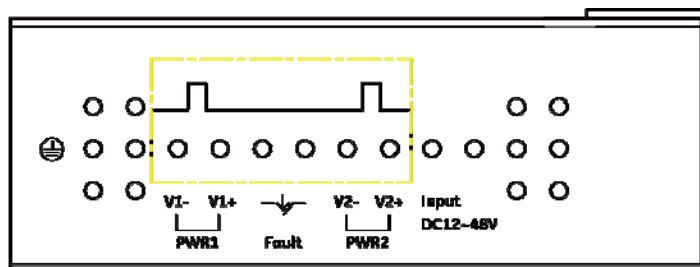 V1- V1+ V2- V2+ Input
DC12~48V
PWR1 Fault PWR2